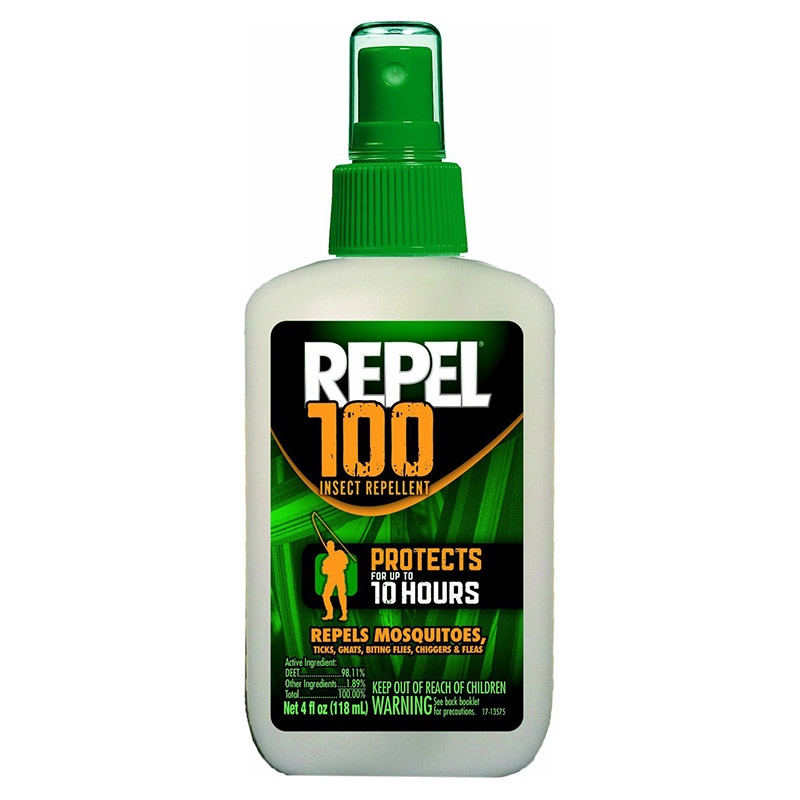 REPEL®
100
INSECT REPELLENT
PROTECTS
FOR UP TO
10 HOURS
REPELS MOSQUITOES,
TICKS, GNATS, BITING FLIES, CHIGGERS & FLEAS
Active Ingredient:
DEET..................98.11%
Other Ingredients....1.89%
Total..................100.00%
Net 4 fl oz (118 mL)
KEEP OUT OF REACH OF CHILDREN
WARNING See back booklet
for precautions. 17-13575